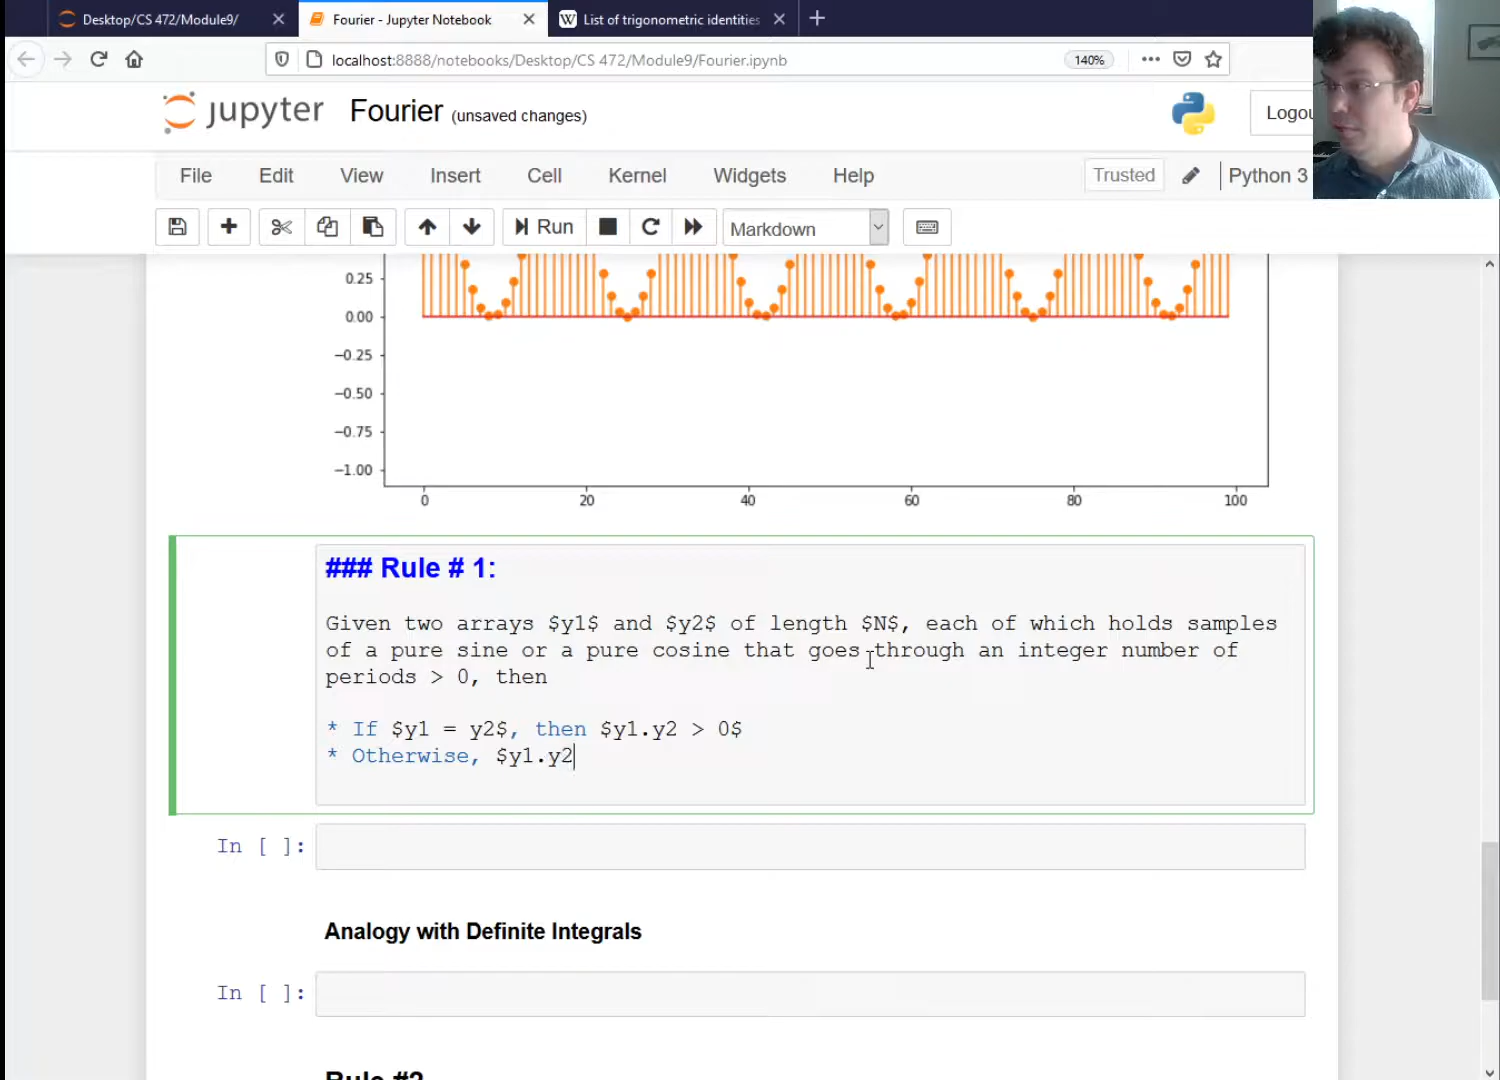 Desktop/CS 472/Module9/
Fourier - Jupyter Notebook
W List of trigonometric identities
localhost:8888/notebooks/Desktop/CS 472/Module9/Fourier.ipynb
140%
jupyter Fourier (unsaved changes)
Logou
File Edit View Insert Cell Kernel Widgets Help
Trusted
Python 3
Run
Markdown
0.25
0.00
−0.25
−0.50
−0.75
−1.00
0 20 40 60 80 100
### Rule # 1:
Given two arrays $y1$ and $y2$ of length $N$, each of which holds samples
of a pure sine or a pure cosine that goes through an integer number of
periods > 0, then
* If $y1 = y2$, then $y1.y2 > 0$
* Otherwise, $y1.y2
In [ ]:
Analogy with Definite Integrals
In [ ]:
Rule #2